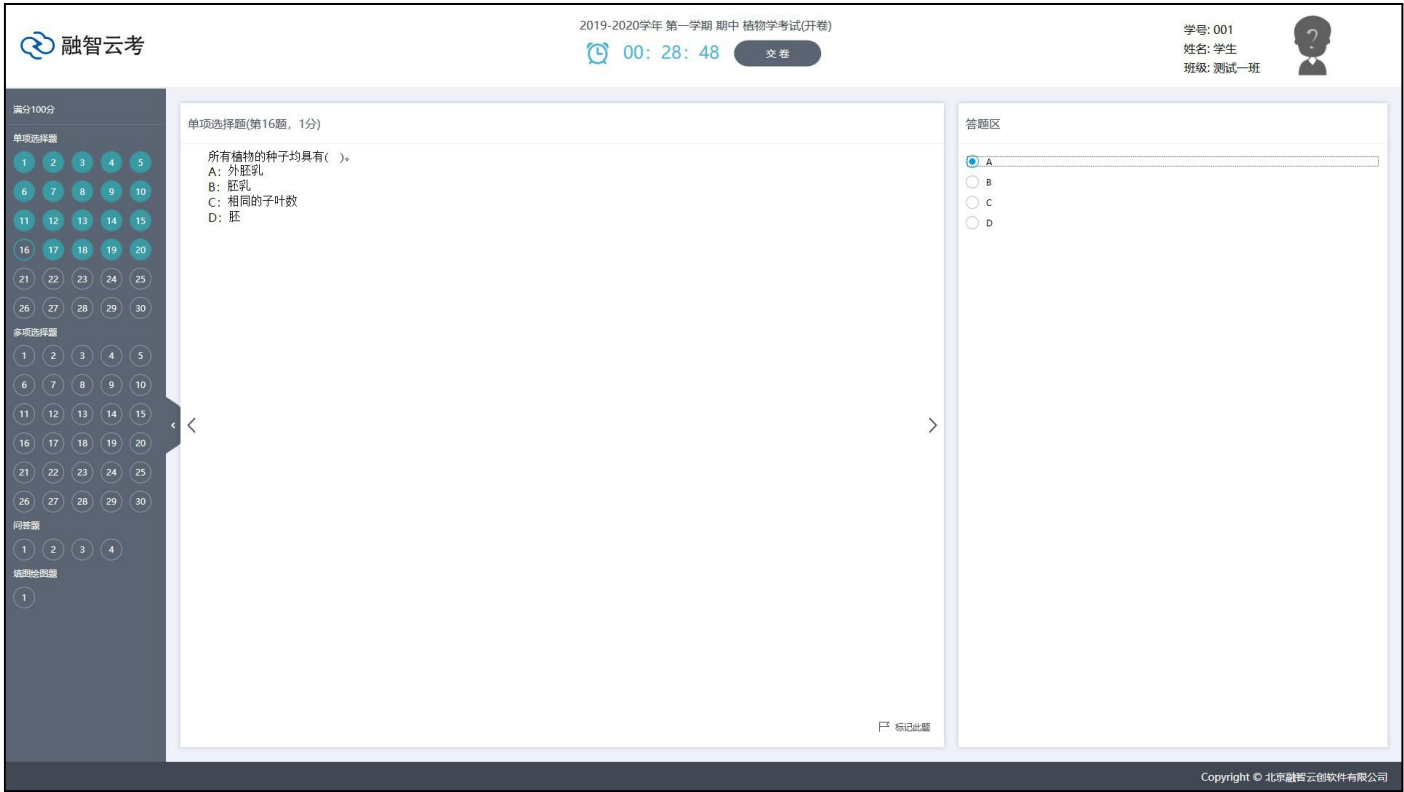 融智云考
2019-2020学年 第一学期 期中 植物学考试(开卷)
00: 28: 48
交卷
学号: 001
姓名: 学生
班级: 测试一班
?
满分100分
单项选择题
1 2 3 4 5
6 7 8 9 10
11 12 13 14 15
16 17 18 19 20
21 22 23 24 25
26 27 28 29 30
多项选择题
1 2 3 4 5
6 7 8 9 10
11 12 13 14 15
16 17 18 19 20
21 22 23 24 25
26 27 28 29 30
问答题
1 2 3 4
填图绘图题
1
单项选择题(第16题，1分)
所有植物的种子均具有( )。
A: 外胚乳
B: 胚乳
C: 相同的子叶数
D: 胚
标记此题
答题区
A
B
C
D
Copyright © 北京融智云创软件有限公司